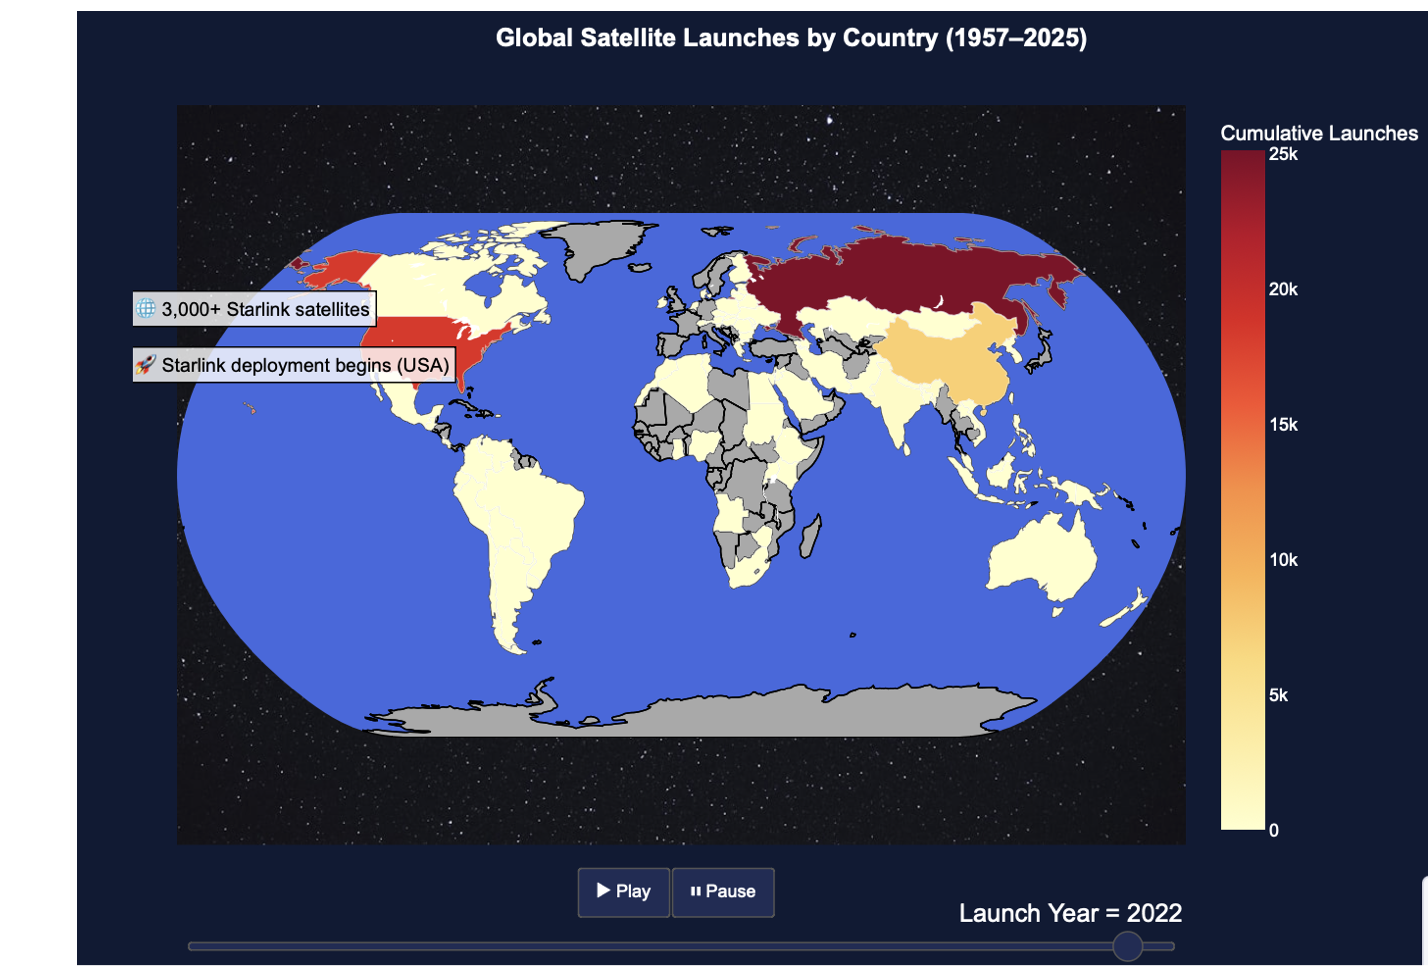 Global Satellite Launches by Country (1957–2025)
Cumulative Launches
25k
20k
15k
10k
5k
0
🌐 3,000+ Starlink satellites
🚀 Starlink deployment begins (USA)
▶ Play
⏸ Pause
Launch Year = 2022